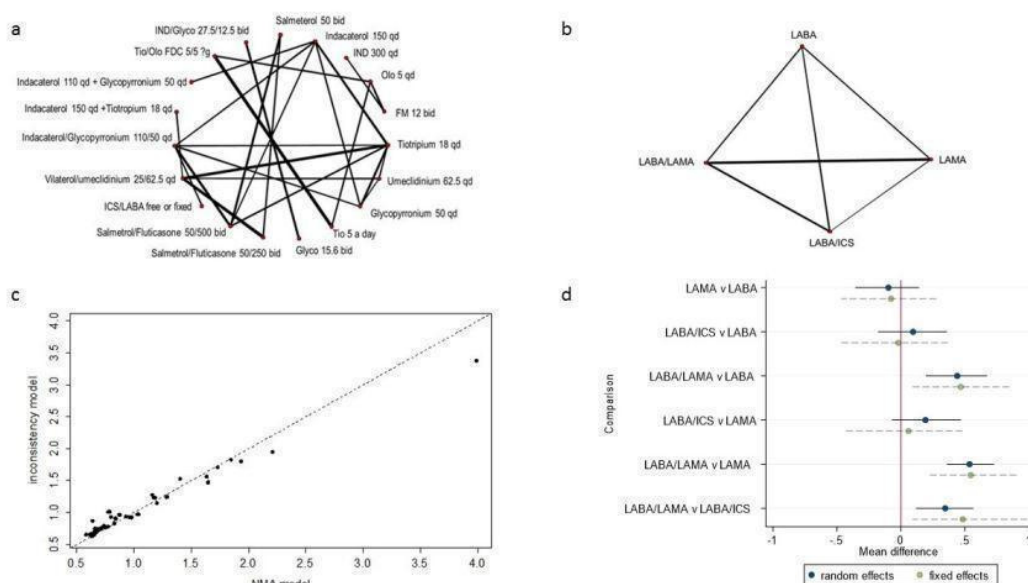 a
IND/Glyco 27.5/12.5 bid
Salmeterol 50 bid
Indacaterol 150 qd
Tio/Olo FDC 5/5 ?g
IND 300 qd
Indacaterol 110 qd + Glycopyrronium 50 qd
Olo 5 qd
Indacaterol 150 qd +Tiotropium 18 qd
FM 12 bid
Indacaterol/Glycopyrronium 110/50 qd
Tiotripium 18 qd
Vilaterol/umeclidinium 25/62.5 qd
Umeclidinium 62.5 qd
ICS/LABA free or fixed
Glycopyrronium 50 qd
Salmetrol/Fluticasone 50/500 bid
Tio 5 a day
Salmetrol/Fluticasone 50/250 bid
Glyco 15.6 bid
b
LABA
LABA/LAMA
LAMA
LABA/ICS
c
inconsistency model
4.0
3.5
3.0
2.5
2.0
1.5
1.0
0.5
0.5 1.0 1.5 2.0 2.5 3.0 3.5 4.0
NMA model
d
Comparison
LAMA v LABA
LABA/ICS v LABA
LABA/LAMA v LABA
LABA/ICS v LAMA
LABA/LAMA v LAMA
LABA/LAMA v LABA/ICS
-1 -.5 0 .5 1
Mean difference
random effects fixed effects